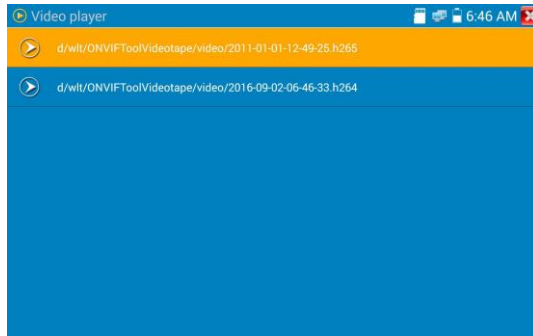 Video player
6:46 AM
d/wlt/ONVIFToolVideotape/video/2011-01-01-12-49-25.h265
d/wlt/ONVIFToolVideotape/video/2016-09-02-06-46-33.h264